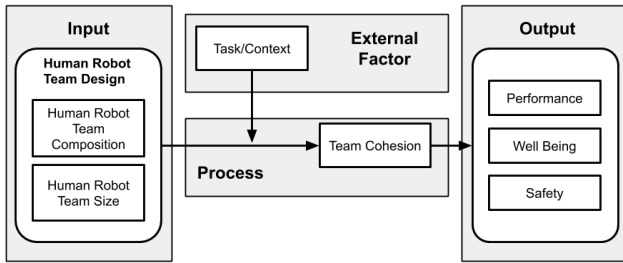 Input
Human Robot
Team Design
Human Robot
Team
Composition
Human Robot
Team Size
Task/Context
External
Factor
Process
Team Cohesion
Output
Performance
Well Being
Safety